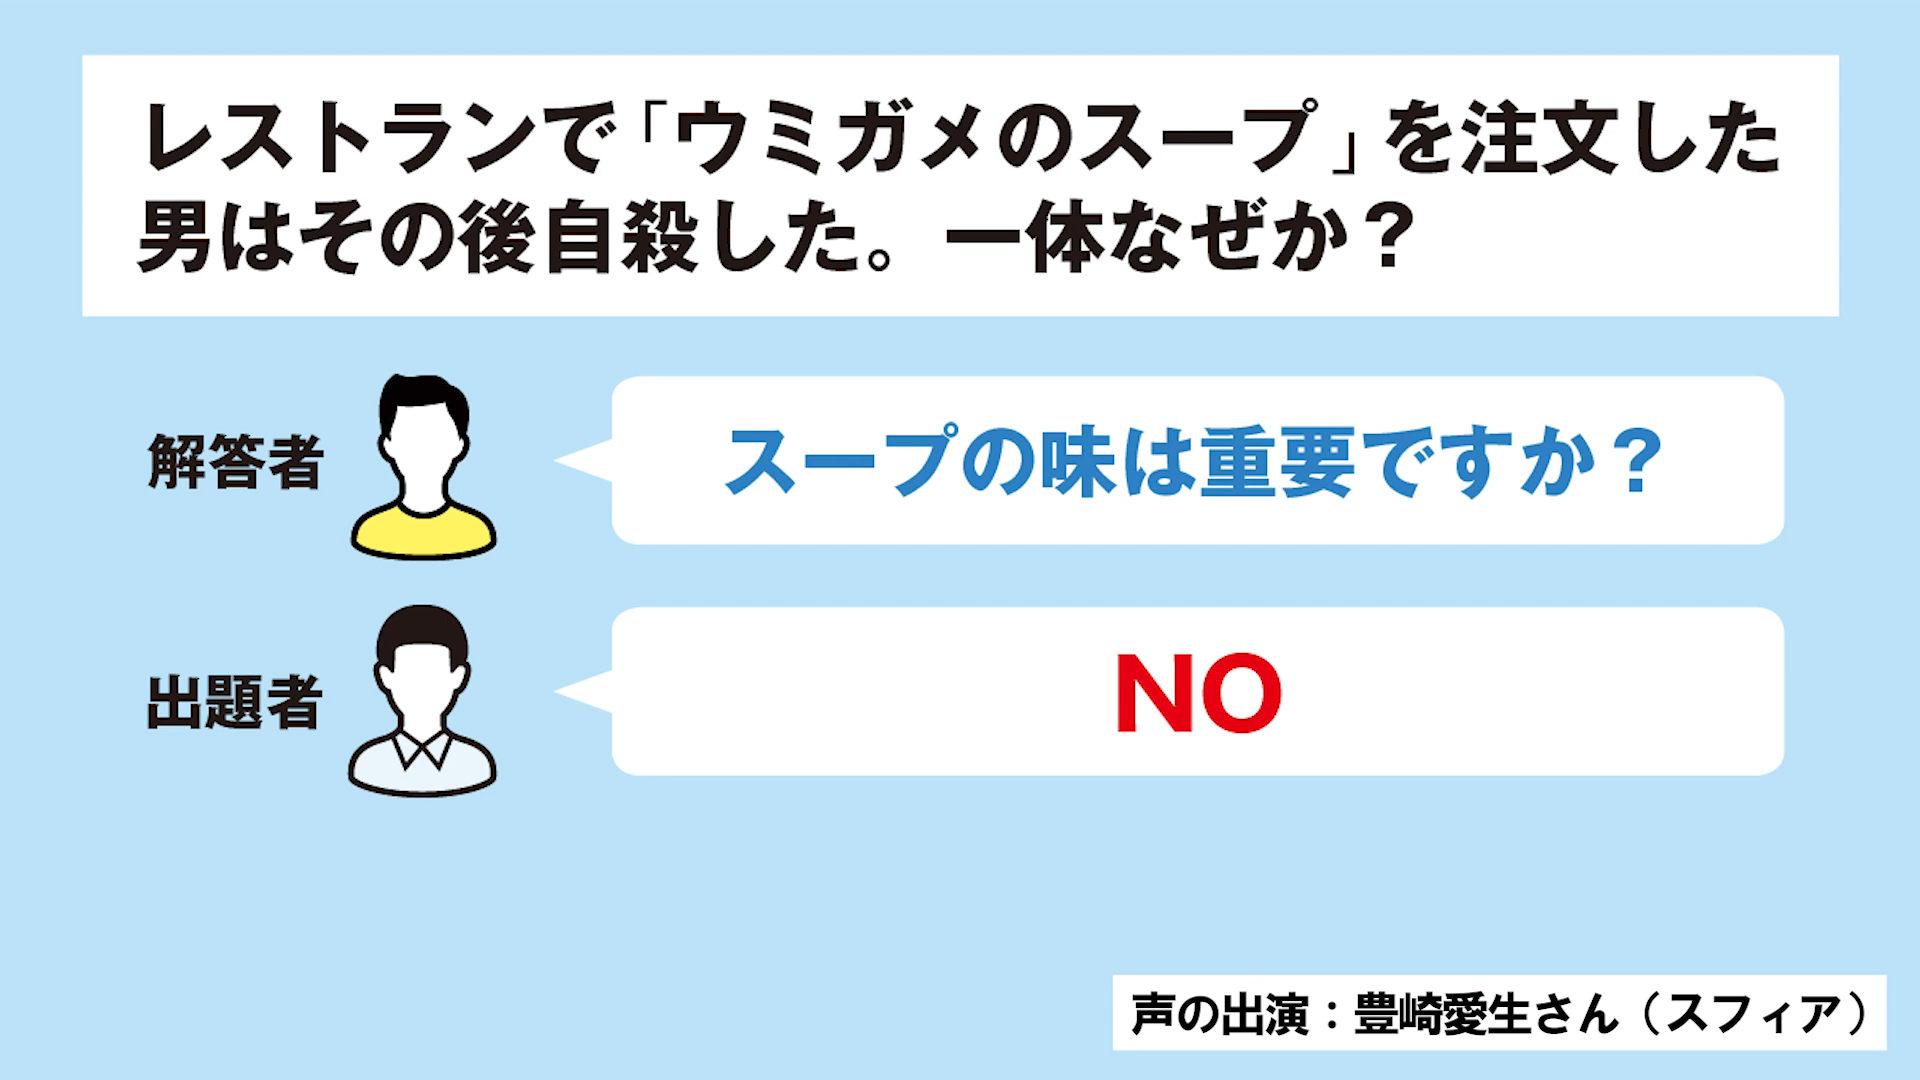 レストランで「ウミガメのスープ」を注文した
男はその後自殺した。一体なぜか？
解答者
スープの味は重要ですか？
出題者
NO
声の出演：豊崎愛生さん（スフィア）